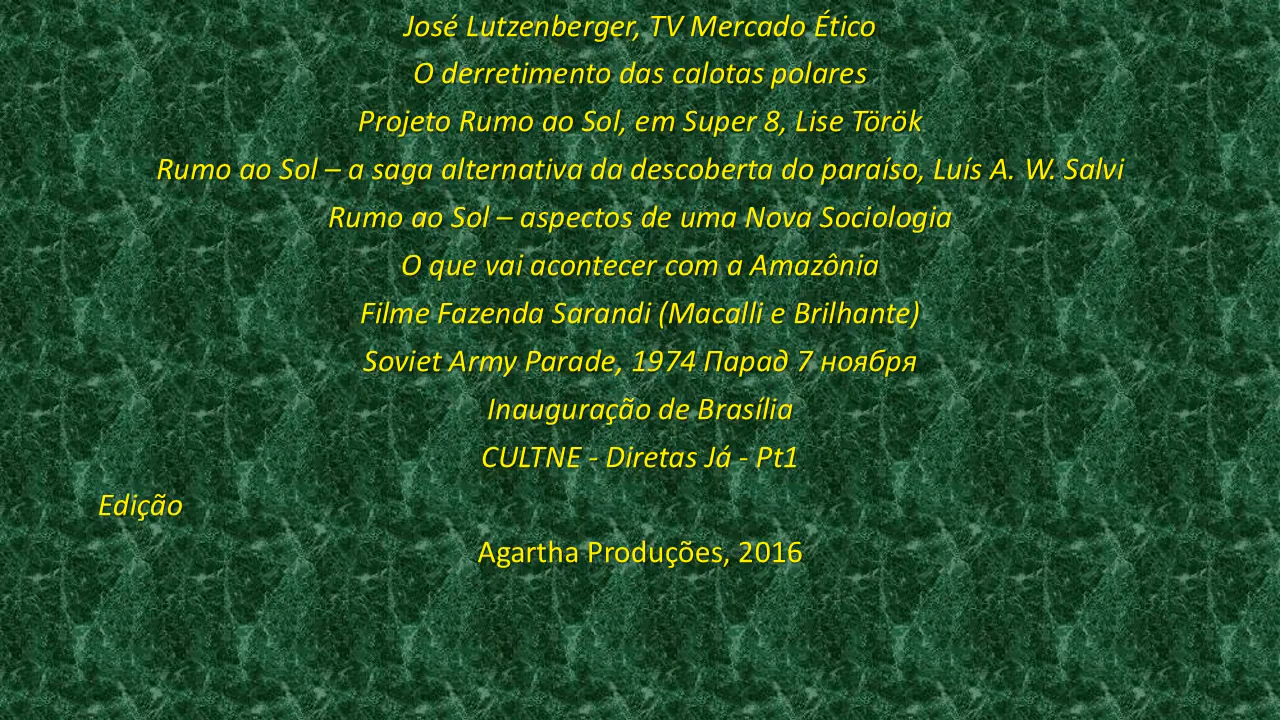 José Lutzenberger, TV Mercado Ético
O derretimento das calotas polares
Projeto Rumo ao Sol, em Super 8, Lise Török
Rumo ao Sol – a saga alternativa da descoberta do paraíso, Luís A. W. Salvi
Rumo ao Sol – aspectos de uma Nova Sociologia
O que vai acontecer com a Amazônia
Filme Fazenda Sarandi (Macalli e Brilhante)
Soviet Army Parade, 1974 Парад 7 ноября
Inauguração de Brasília
CULTNE - Diretas Já - Pt1
Edição
Agartha Produções, 2016